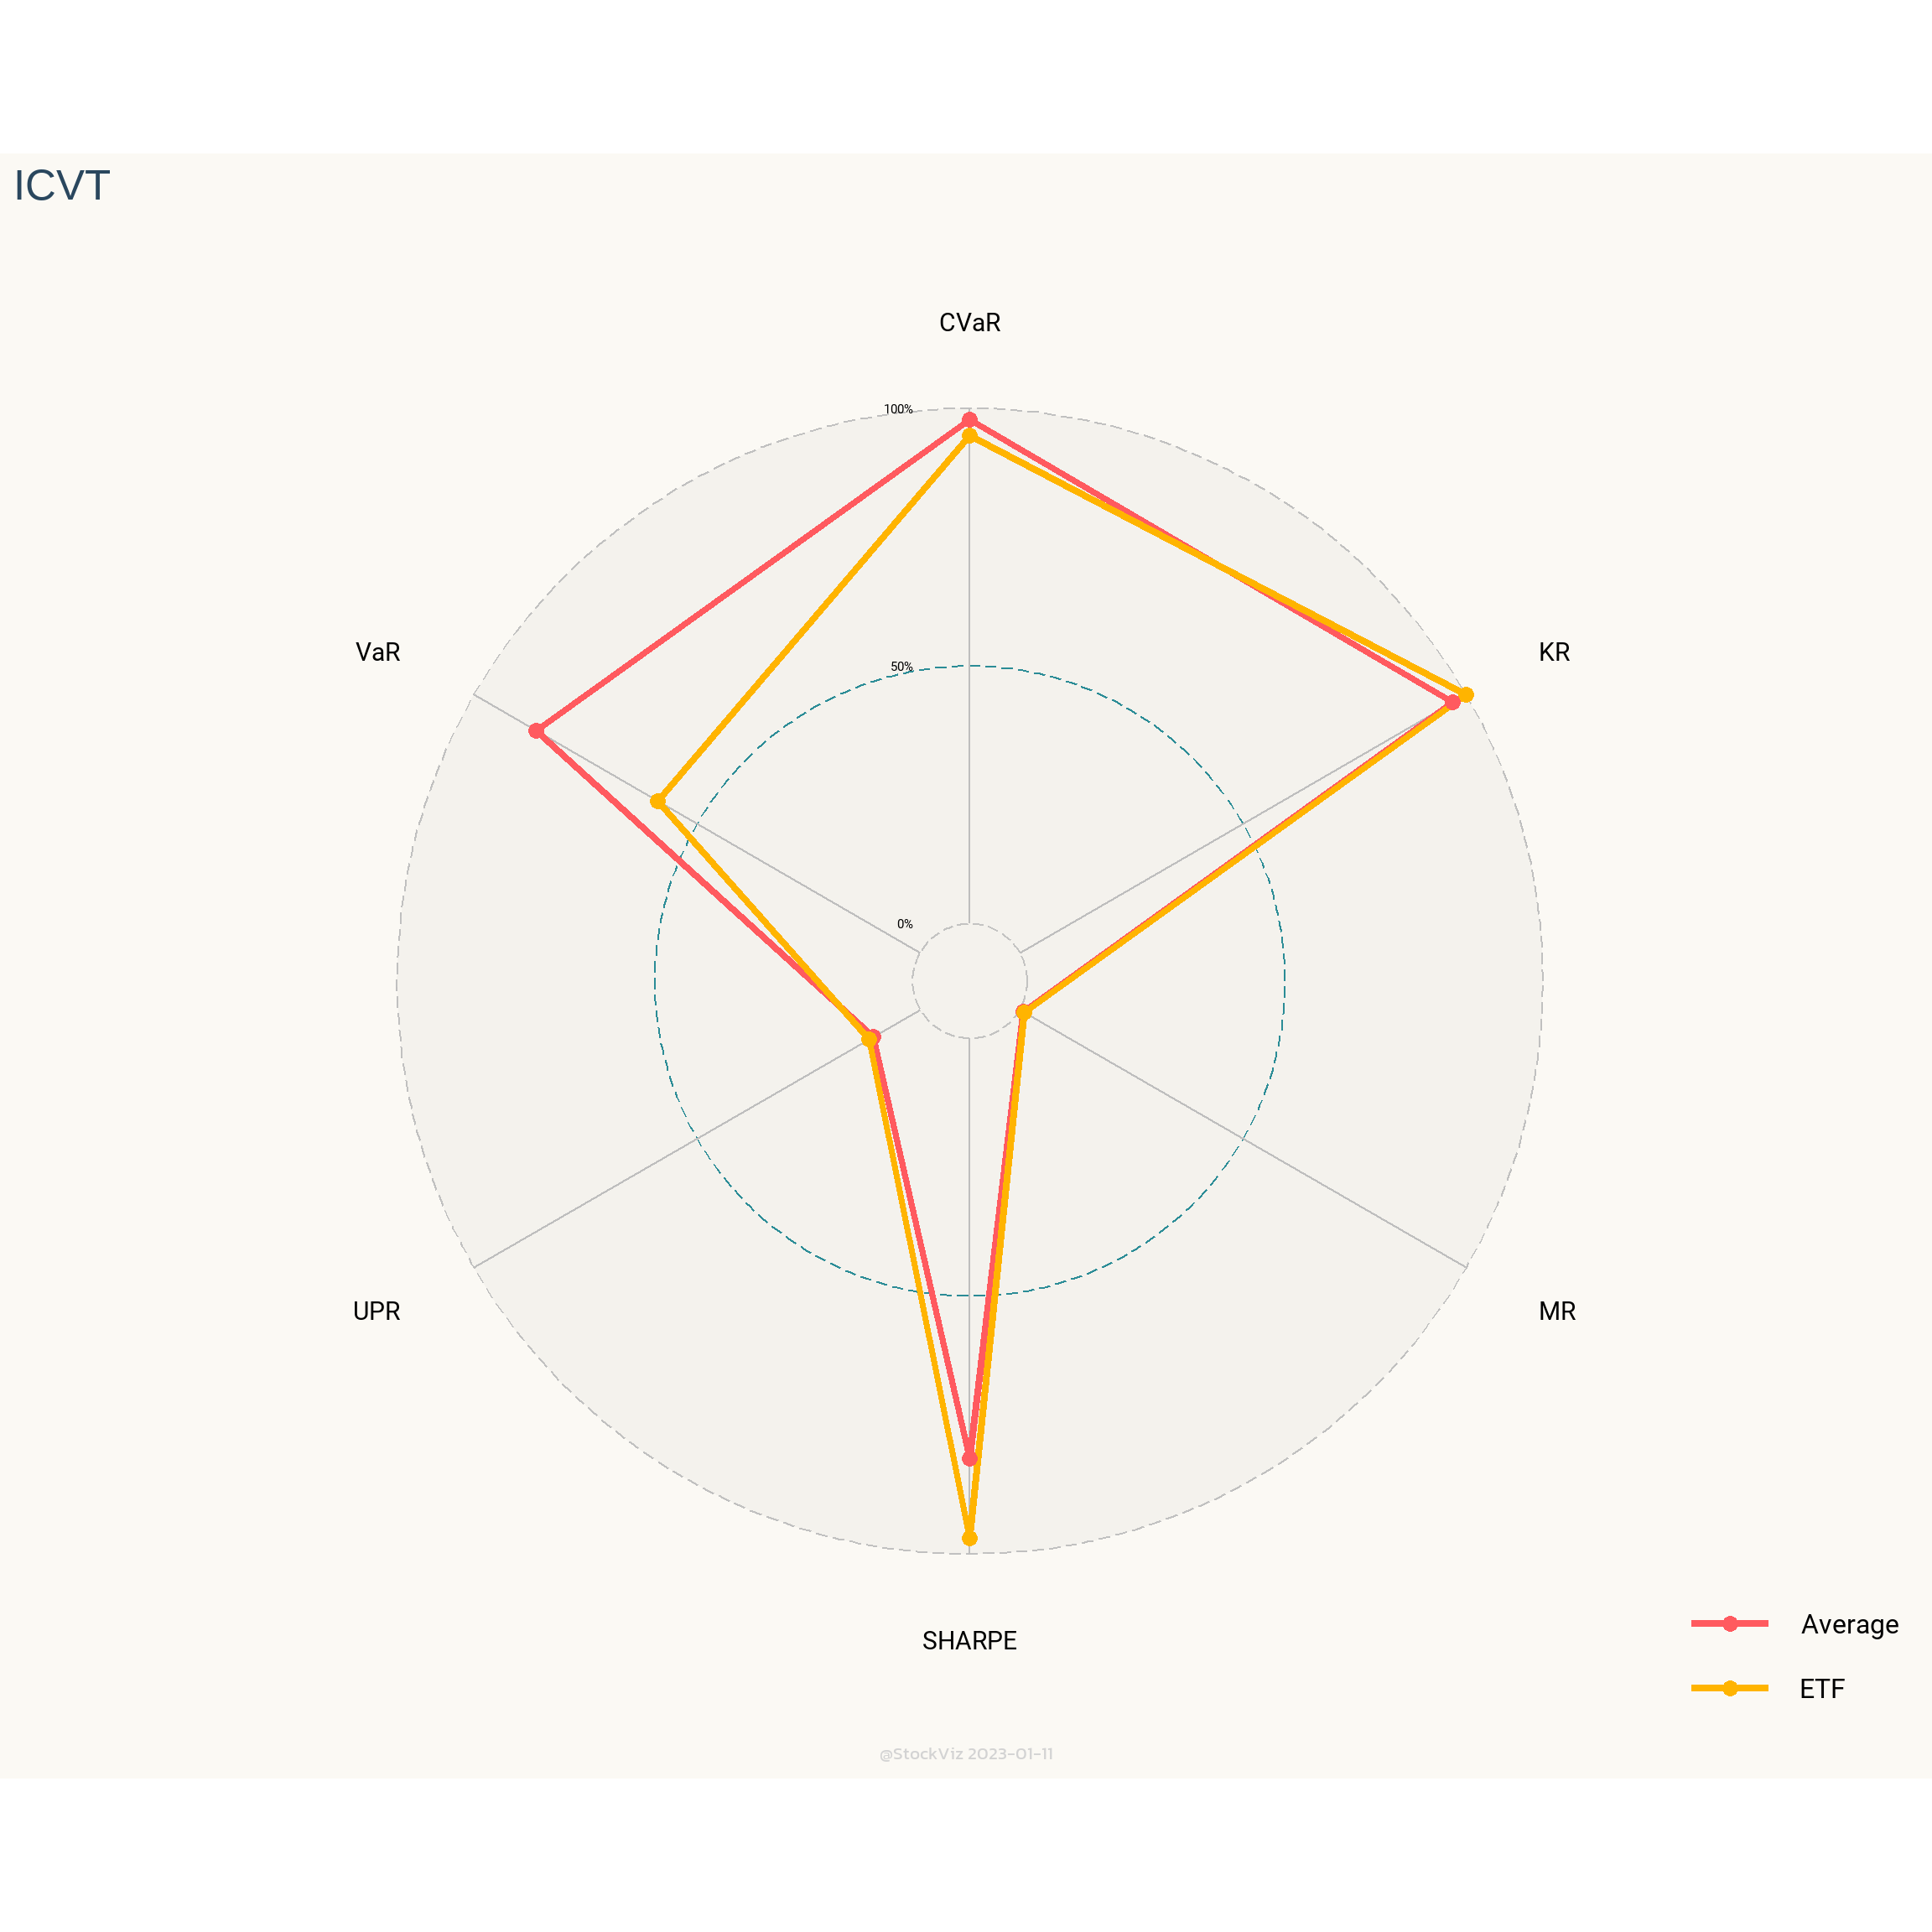 ICVT
CVaR
100%
VaR
KR
50%
0%
UPR
MR
SHARPE
Average
ETF
@StockViz 2023-01-11